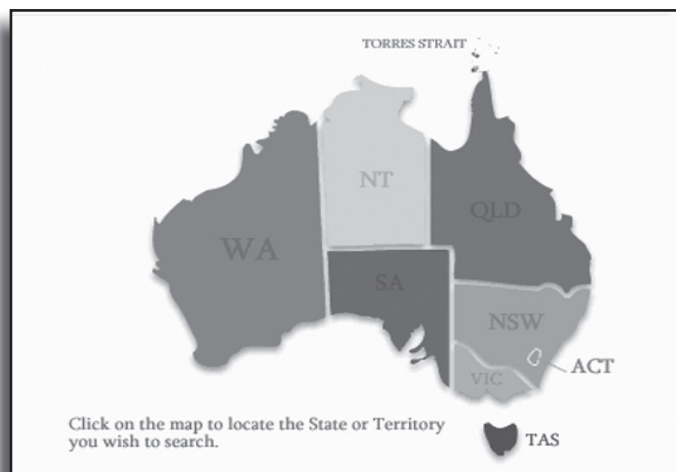 TORRES STRAIT
NT
QLD
WA
SA
NSW
ACT
VIC
Click on the map to locate the State or Territory
you wish to search.
TAS